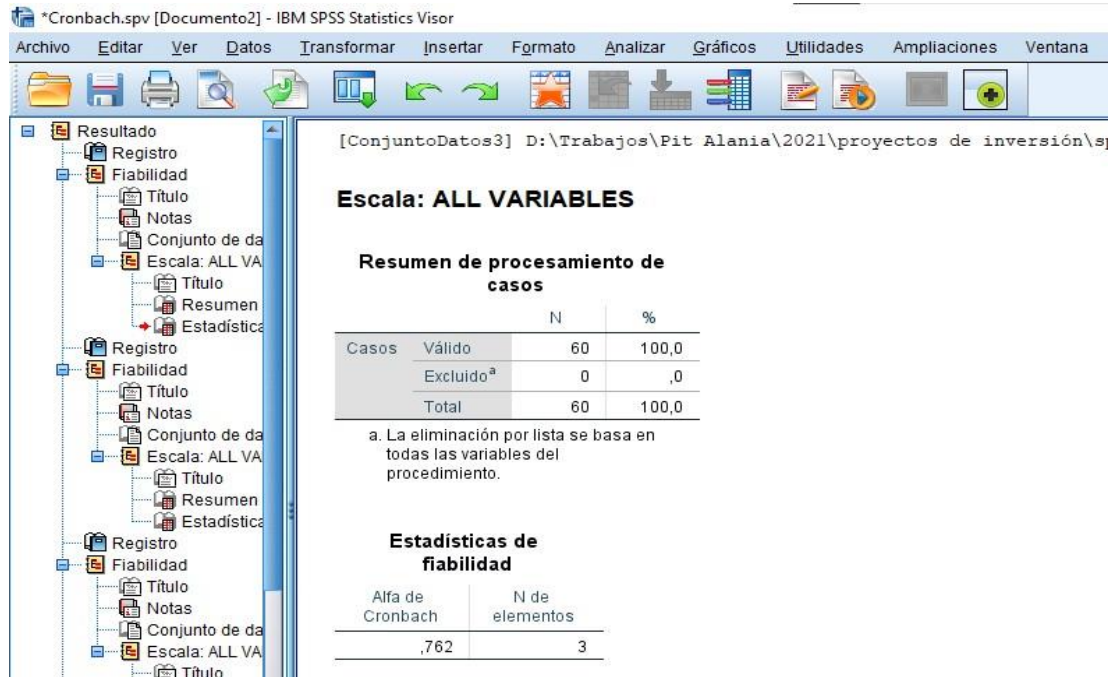 *Cronbach.spv [Documento2] - IBM SPSS Statistics Visor
Archivo Editar Ver Datos Transformar Insertar Formato Analizar Gráficos Utilidades Ampliaciones Ventana
Resultado
Registro
Fiabilidad
Título
Notas
Conjunto de da
Escala: ALL VA
Título
Resumen
Estadística
Registro
Fiabilidad
Título
Notas
Conjunto de da
Escala: ALL VA
Título
Resumen
Estadística
Registro
Fiabilidad
Título
Notas
Conjunto de da
Escala: ALL VA
Título
[ConjuntoDatos3] D:\Trabajos\Pit Alania\2021\proyectos de inversión\sp
Escala: ALL VARIABLES
Resumen de procesamiento de
casos
N %
Casos Válido 60 100,0
Excluido^a 0 ,0
Total 60 100,0
a. La eliminación por lista se basa en
todas las variables del
procedimiento.
Estadísticas de
fiabilidad
Alfa de N de
Cronbach elementos
,762 3